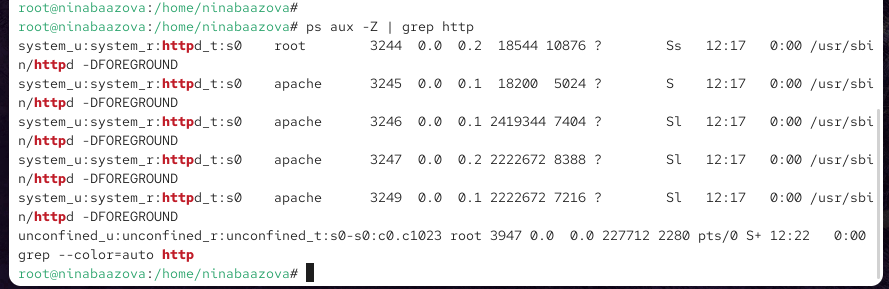 root@ninabaazova:/home/ninabaazova#
root@ninabaazova:/home/ninabaazova# ps aux -Z | grep http
system_u:system_r:httpd_t:s0    root        3244  0.0  0.2  18544 10876 ?        Ss   12:17   0:00 /usr/sbi
n/httpd -DFOREGROUND
system_u:system_r:httpd_t:s0    apache      3245  0.0  0.1  18200  5024 ?        S    12:17   0:00 /usr/sbi
n/httpd -DFOREGROUND
system_u:system_r:httpd_t:s0    apache      3246  0.0  0.1 2419344 7404 ?        Sl   12:17   0:00 /usr/sbi
n/httpd -DFOREGROUND
system_u:system_r:httpd_t:s0    apache      3247  0.0  0.2 2222672 8388 ?        Sl   12:17   0:00 /usr/sbi
n/httpd -DFOREGROUND
system_u:system_r:httpd_t:s0    apache      3249  0.0  0.1 2222672 7216 ?        Sl   12:17   0:00 /usr/sbi
n/httpd -DFOREGROUND
unconfined_u:unconfined_r:unconfined_t:s0-s0:c0.c1023 root 3947 0.0  0.0 227712 2280 pts/0 S+ 12:22   0:00
grep --color=auto http
root@ninabaazova:/home/ninabaazova#